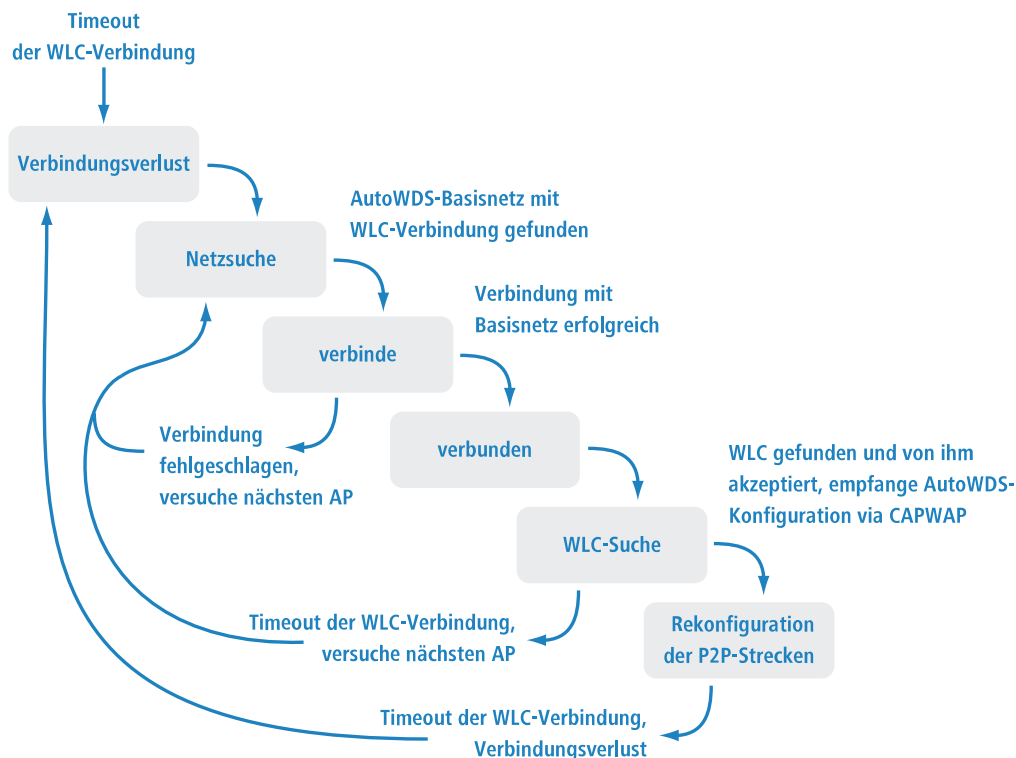 Timeout
der WLC-Verbindung
Verbindungsverlust
AutoWDS-Basisnetz mit
WLC-Verbindung gefunden
Netzsuche
Verbindung mit
Basisnetz erfolgreich
verbinde
Verbindung
fehlgeschlagen,
versuche nächsten AP
verbunden
WLC gefunden und von ihm
akzeptiert, empfange AutoWDS-
Konfiguration via CAPWAP
WLC-Suche
Timeout der WLC-Verbindung,
versuche nächsten AP
Rekonfiguration
der P2P-Strecken
Timeout der WLC-Verbindung,
Verbindungsverlust